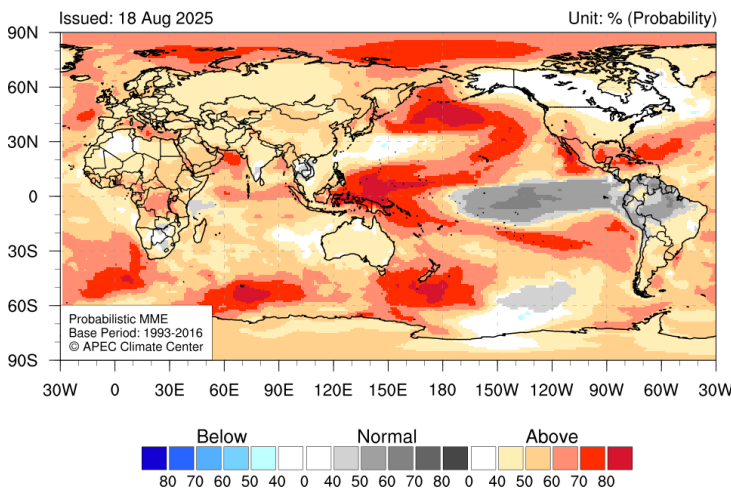 Issued: 18 Aug 2025 Unit: % (Probability)
90N
60N
30N
0
30S
60S
90S
Probabilistic MME
Base Period: 1993-2016
© APEC Climate Center
30W 0 30E 60E 90E 120E 150E 180 150W 120W 90W 60W 30W
Below Normal Above
80 70 60 50 40 0 40 50 60 70 80 0 40 50 60 70 80